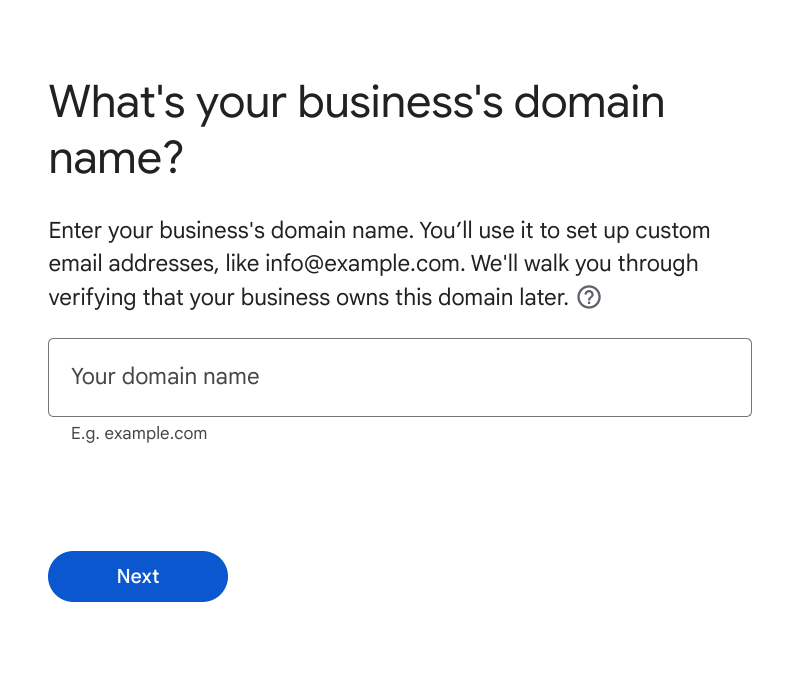 What's your business's domain
name?
Enter your business's domain name. You’ll use it to set up custom
email addresses, like info@example.com. We'll walk you through
verifying that your business owns this domain later. ?
Your domain name
E.g. example.com
Next